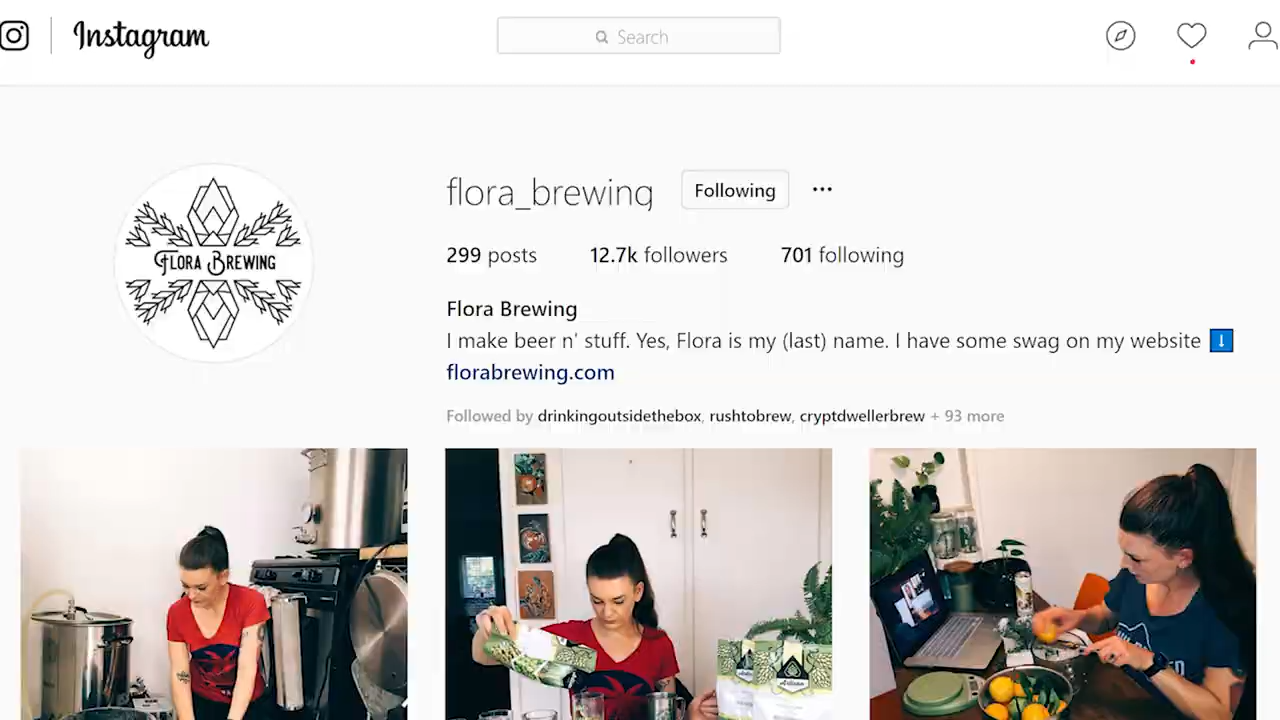 Instagram
Search
flora_brewing
Following
299 posts
12.7k followers
701 following
FLORA BREWING
Flora Brewing
I make beer n' stuff. Yes, Flora is my (last) name. I have some swag on my website
florabrewing.com
Followed by drinkingoutsidethebox, rushtobrew, cryptdwellerbrew + 93 more
Artisan